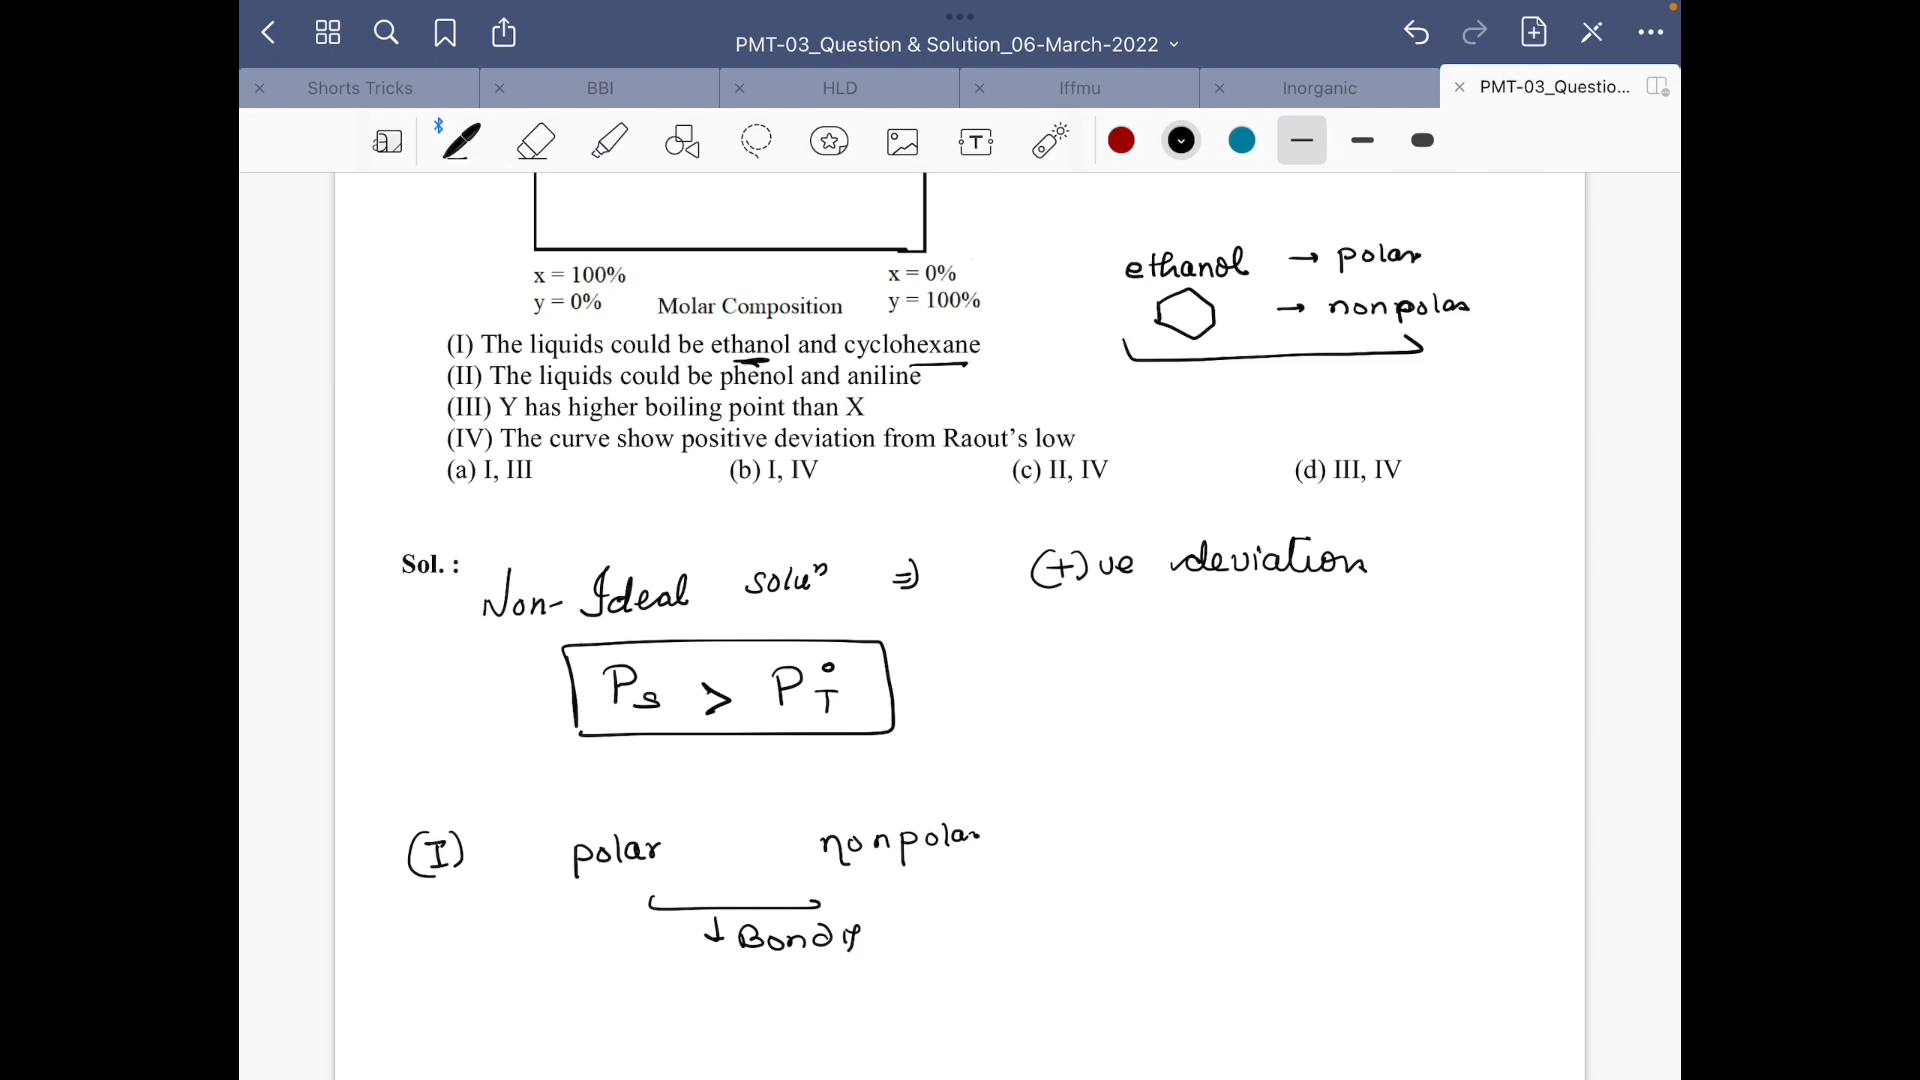 PMT-03_Question & Solution_06-March-2022
Shorts Tricks
BBI
HLD
Iffmu
Inorganic
PMT-03_Questio...
x = 100%
x = 0%
y = 0%
Molar Composition
y = 100%
ethanol → polar
→ nonpolar
(I) The liquids could be ethanol and cyclohexane
(II) The liquids could be phenol and aniline
(III) Y has higher boiling point than X
(IV) The curve show positive deviation from Raout's low
(a) I, III (b) I, IV (c) II, IV (d) III, IV
Sol. :
Non-Ideal soluⁿ ⇒ (+)ve deviation
Ps > P°T
(I) polar nonpolar
↓ Bond